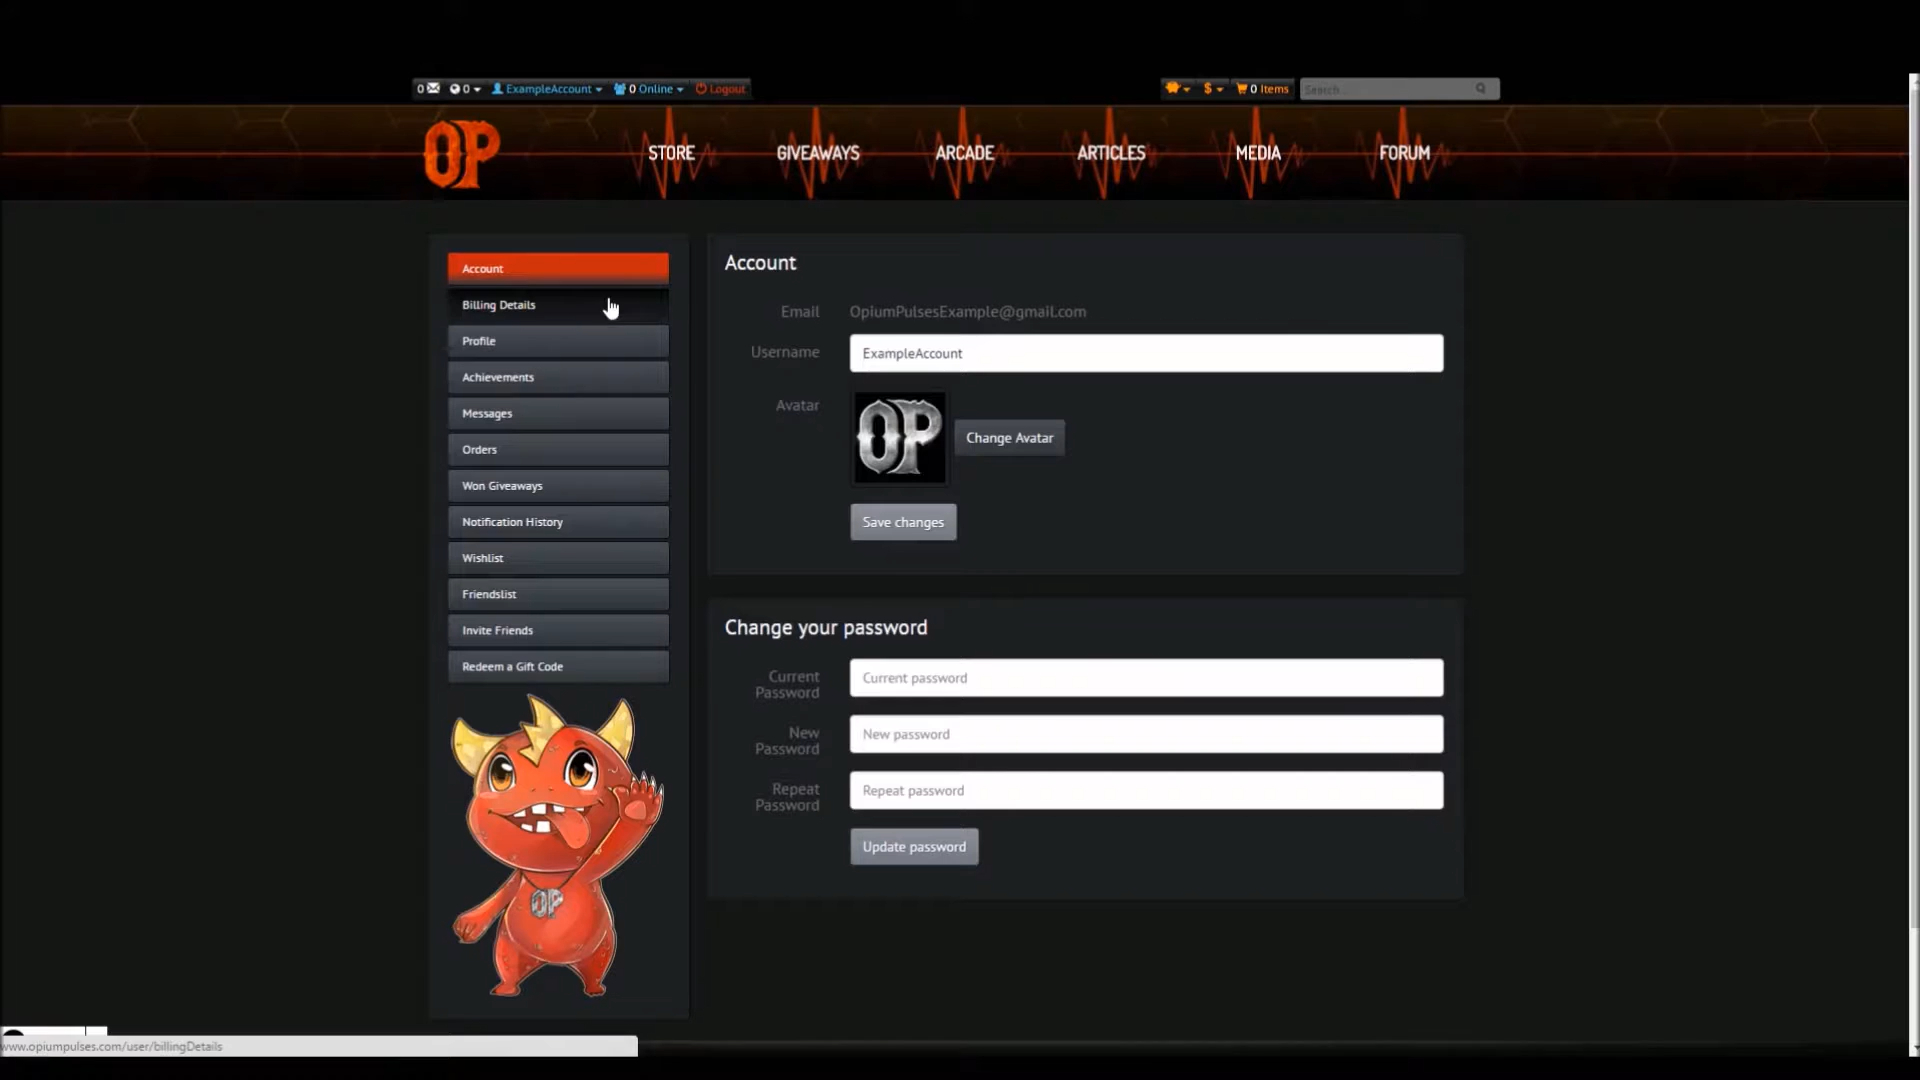 0 0 ExampleAccount 0 Online Logout $ 0 Items Search...
OP STORE GIVEAWAYS ARCADE ARTICLES MEDIA FORUM
Account
Billing Details
Profile
Achievements
Messages
Orders
Won Giveaways
Notification History
Wishlist
Friendslist
Invite Friends
Redeem a Gift Code
OP
Account
Email OpiumPulsesExample@gmail.com
Username ExampleAccount
Avatar OP Change Avatar
Save changes
Change your password
Current
Password
Current password
New
Password
New password
Repeat
Password
Repeat password
Update password
www.opiumpulses.com/user/billingDetails